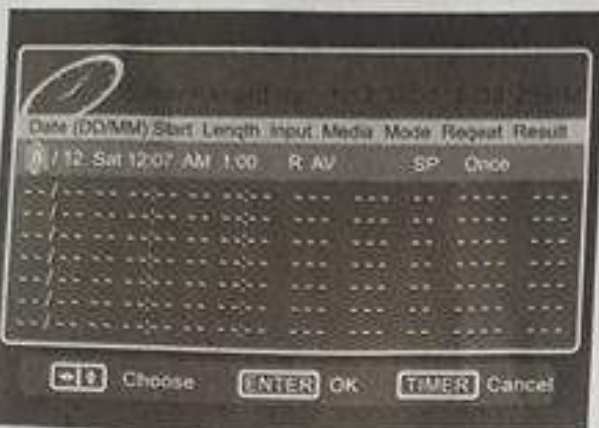 Date (DD/MM) Start Length Input Media Mode Repeat Result
/ 12 Sat 12:07 AM 1:00 R AV SP Once
--/-- -- --:-- -- --:-- --- --- -- ---- ---
--/-- -- --:-- -- --:-- --- --- -- ---- ---
--/-- -- --:-- -- --:-- --- --- -- ---- ---
--/-- -- --:-- -- --:-- --- --- -- ---- ---
--/-- -- --:-- -- --:-- --- --- -- ---- ---
--/-- -- --:-- -- --:-- --- --- -- ---- ---
--/-- -- --:-- -- --:-- --- --- -- ---- ---
Choose ENTER OK TIMER Cancel